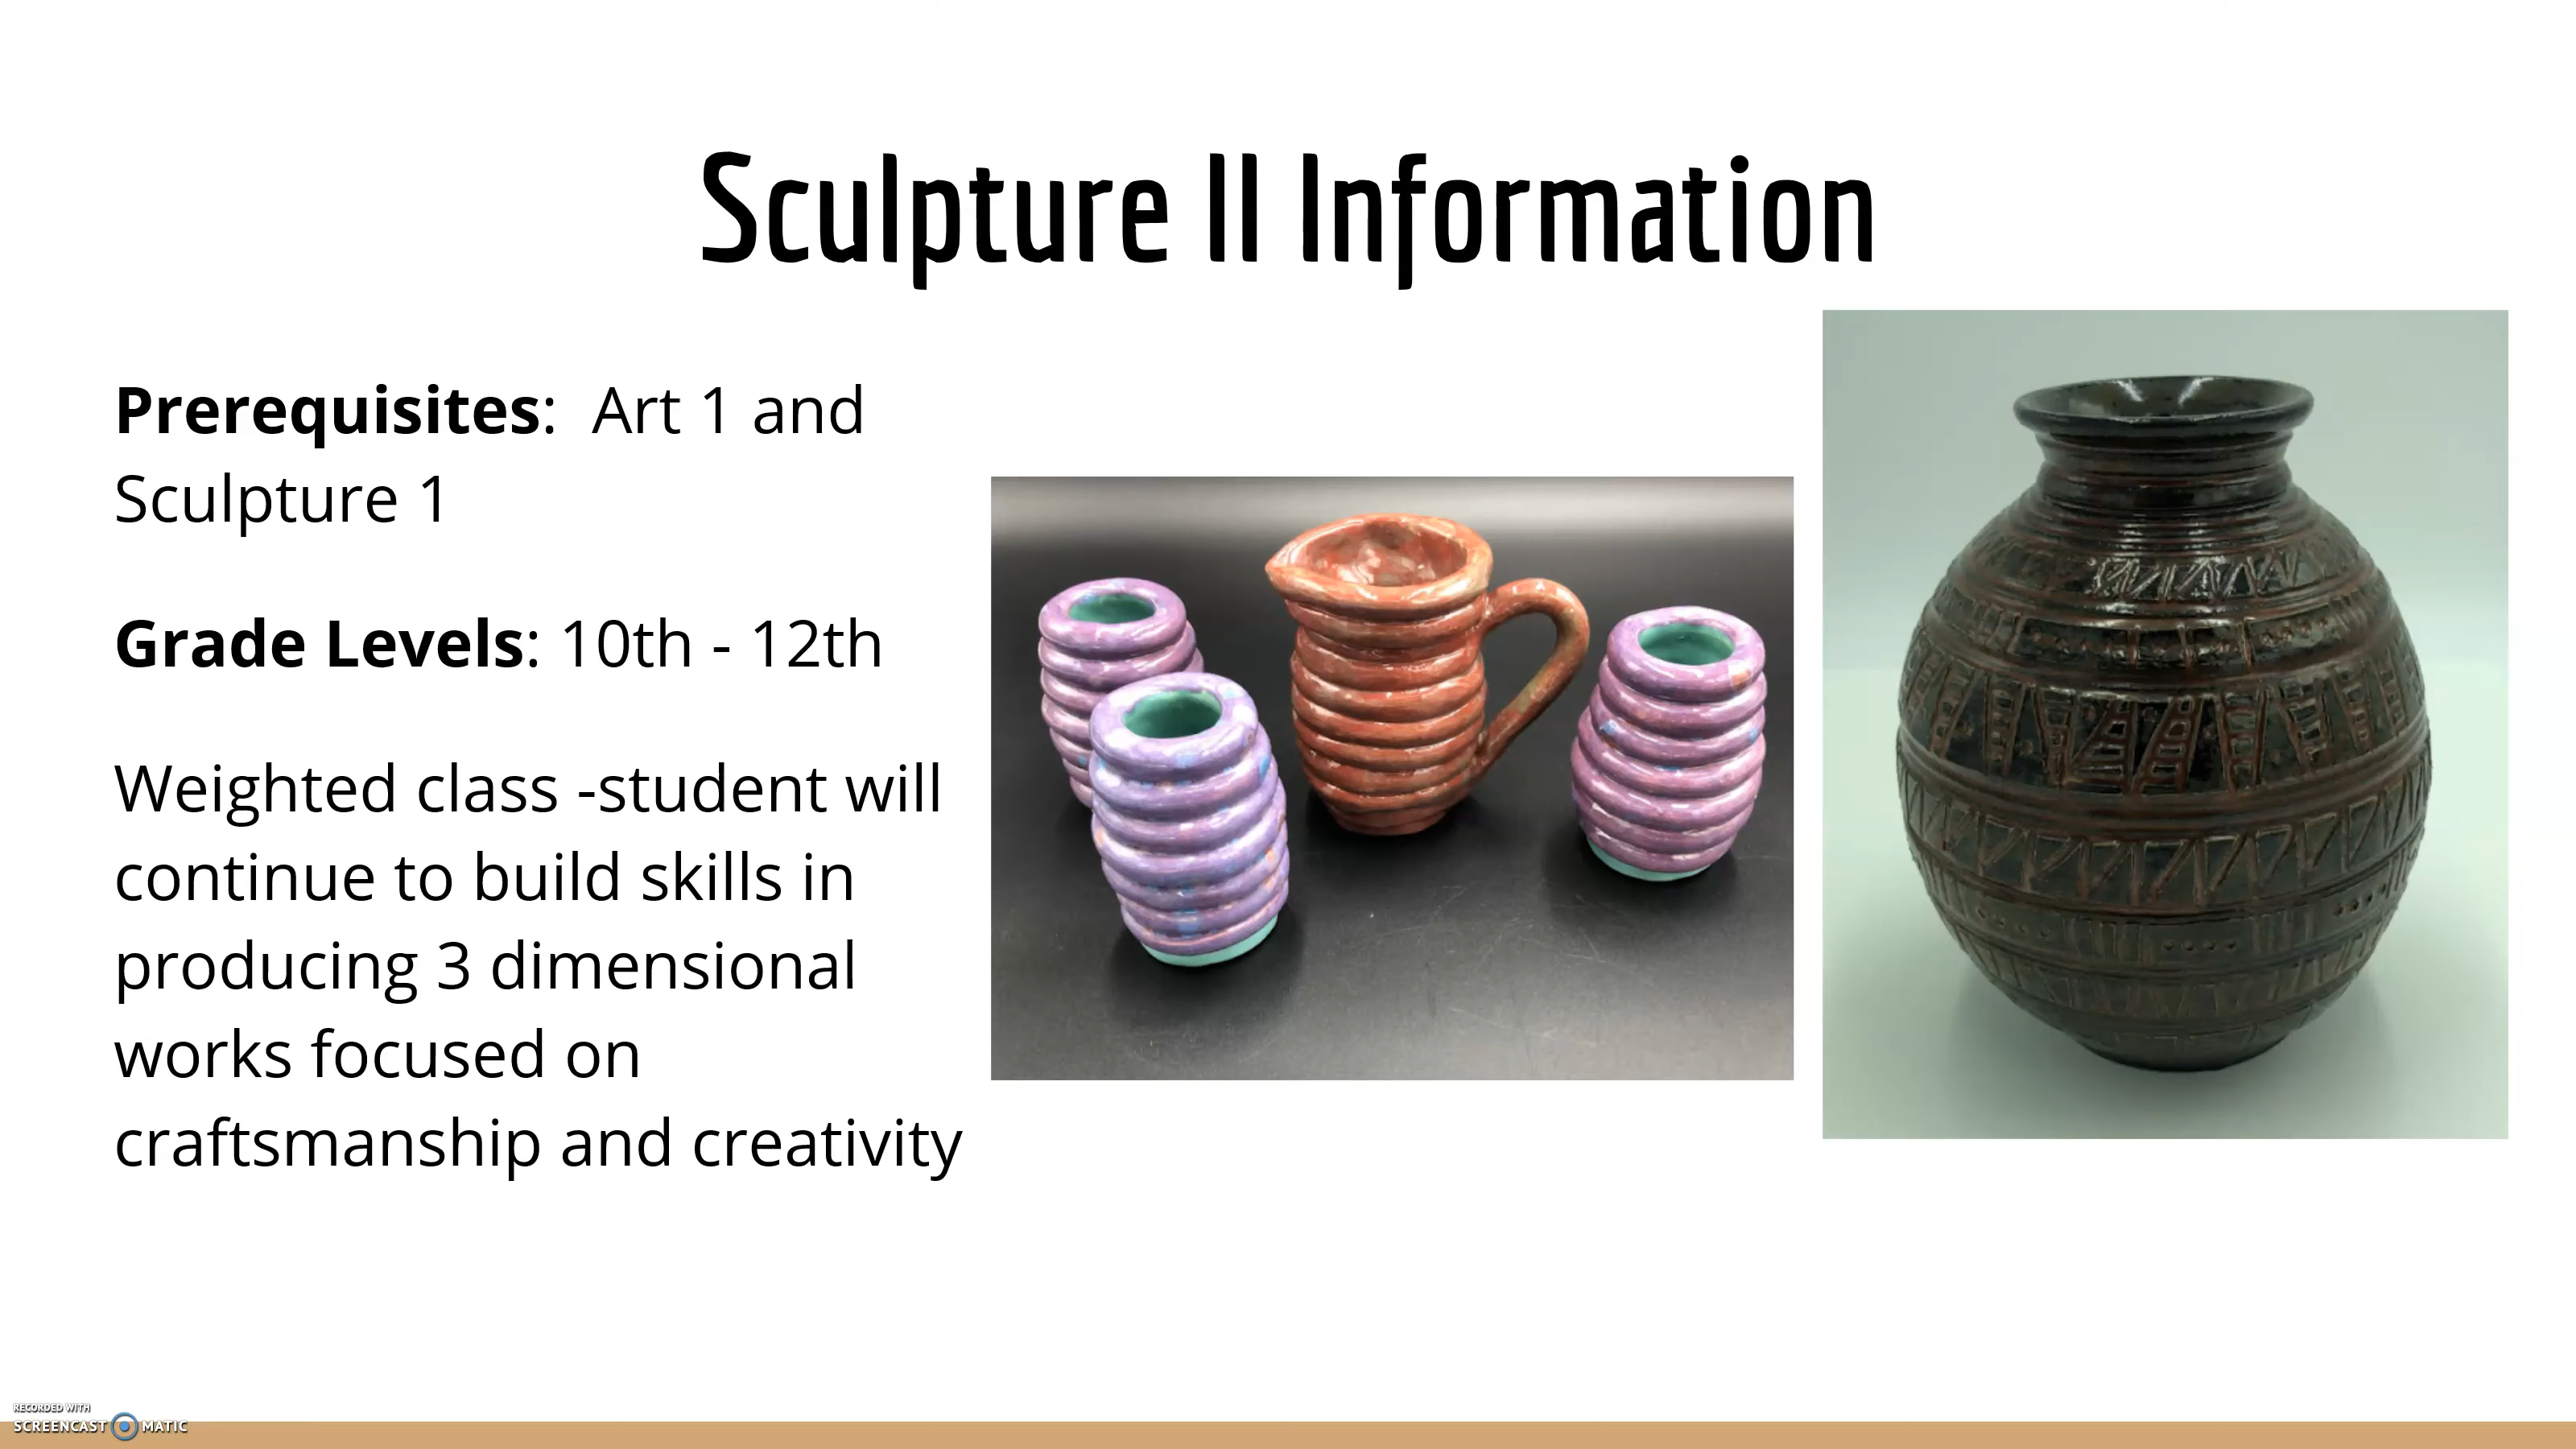 Sculpture II Information
Prerequisites:  Art 1 and
Sculpture 1
Grade Levels: 10th - 12th
Weighted class -student will
continue to build skills in
producing 3 dimensional
works focused on
craftsmanship and creativity
RECORDED WITH
SCREENCAST MATIC